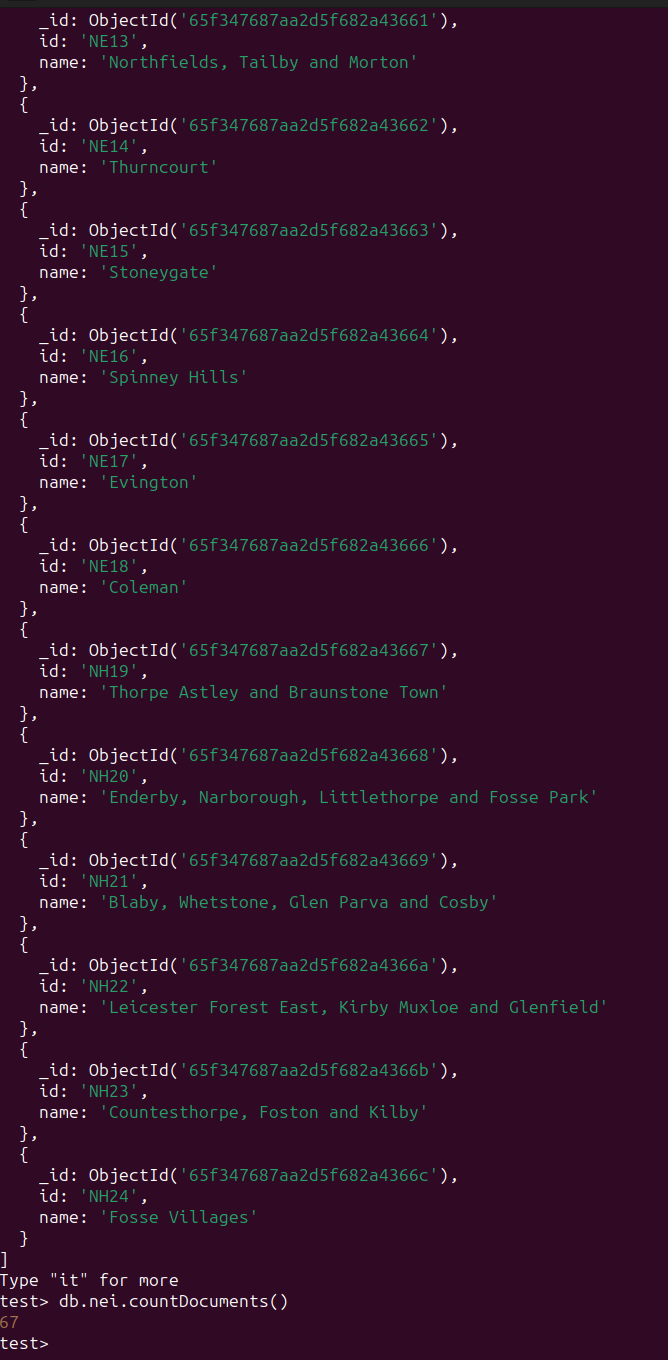 _id: ObjectId('65f347687aa2d5f682a43661'),
id: 'NE13',
name: 'Northfields, Tailby and Morton'
},
{
_id: ObjectId('65f347687aa2d5f682a43662'),
id: 'NE14',
name: 'Thurncourt'
},
{
_id: ObjectId('65f347687aa2d5f682a43663'),
id: 'NE15',
name: 'Stoneygate'
},
{
_id: ObjectId('65f347687aa2d5f682a43664'),
id: 'NE16',
name: 'Spinney Hills'
},
{
_id: ObjectId('65f347687aa2d5f682a43665'),
id: 'NE17',
name: 'Evington'
},
{
_id: ObjectId('65f347687aa2d5f682a43666'),
id: 'NE18',
name: 'Coleman'
},
{
_id: ObjectId('65f347687aa2d5f682a43667'),
id: 'NH19',
name: 'Thorpe Astley and Braunstone Town'
},
{
_id: ObjectId('65f347687aa2d5f682a43668'),
id: 'NH20',
name: 'Enderby, Narborough, Littlethorpe and Fosse Park'
},
{
_id: ObjectId('65f347687aa2d5f682a43669'),
id: 'NH21',
name: 'Blaby, Whetstone, Glen Parva and Cosby'
},
{
_id: ObjectId('65f347687aa2d5f682a4366a'),
id: 'NH22',
name: 'Leicester Forest East, Kirby Muxloe and Glenfield'
},
{
_id: ObjectId('65f347687aa2d5f682a4366b'),
id: 'NH23',
name: 'Countesthorpe, Foston and Kilby'
},
{
_id: ObjectId('65f347687aa2d5f682a4366c'),
id: 'NH24',
name: 'Fosse Villages'
}
]
Type "it" for more
test> db.nei.countDocuments()
67
test>